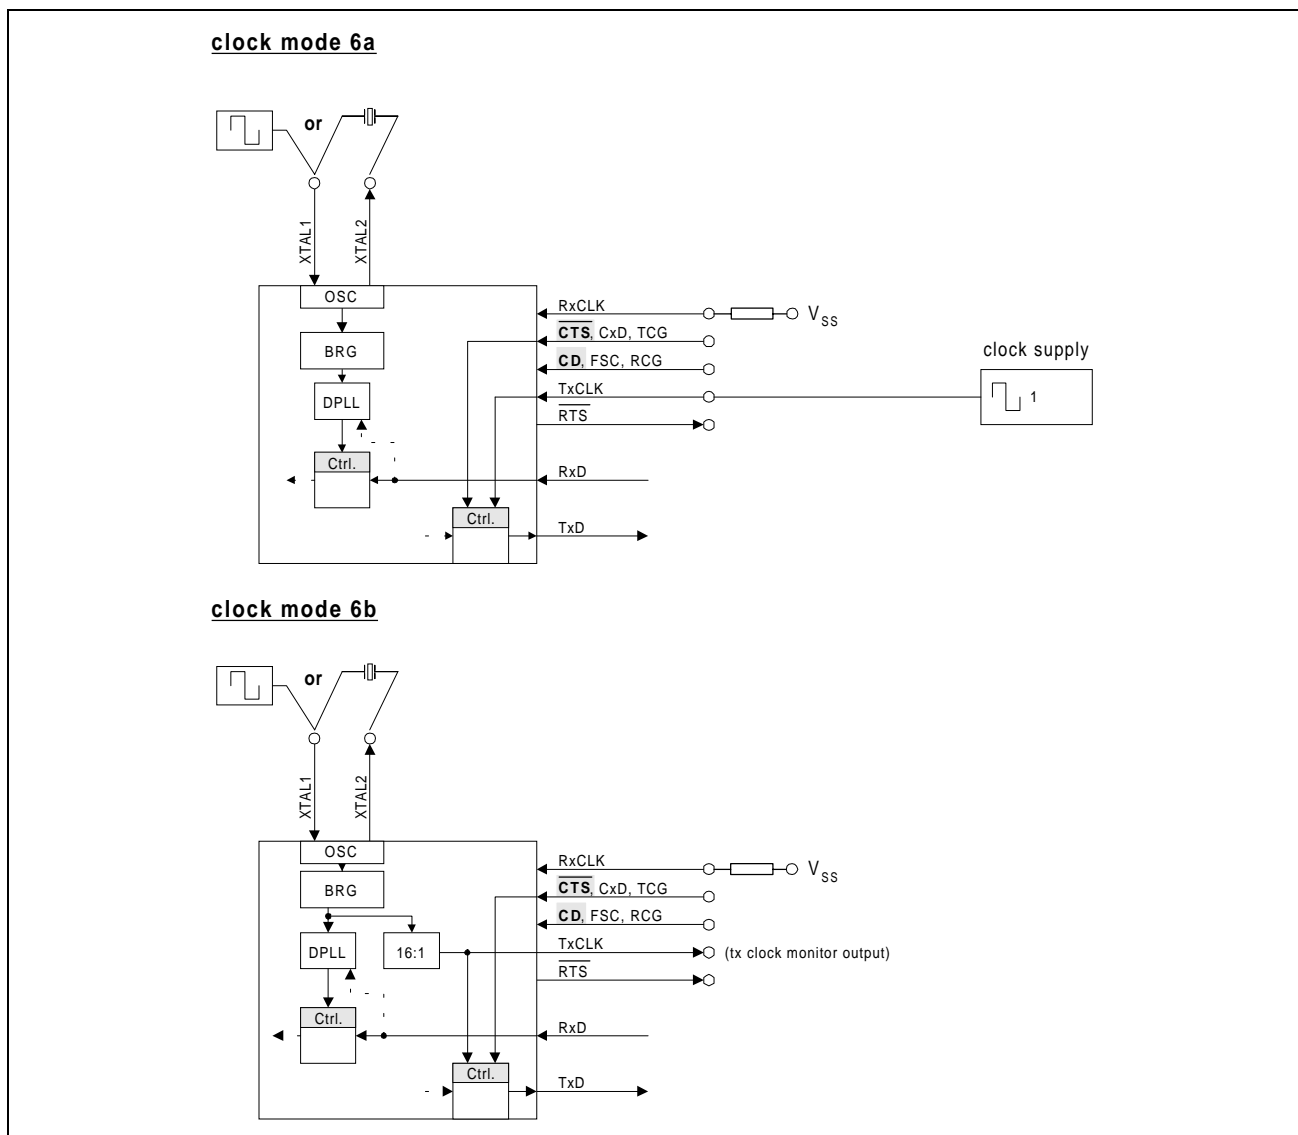 clock mode 6a
or
XTAL1
XTAL2
OSC
RxCLK
VSS
CTS, CxD, TCG
BRG
clock supply
CD, FSC, RCG
DPLL
TxCLK
1
RTS
Ctrl.
RxD
Ctrl.
TxD
clock mode 6b
or
XTAL1
XTAL2
OSC
RxCLK
VSS
BRG
CTS, CxD, TCG
CD, FSC, RCG
DPLL
16:1
TxCLK
(tx clock monitor output)
RTS
Ctrl.
RxD
Ctrl.
TxD